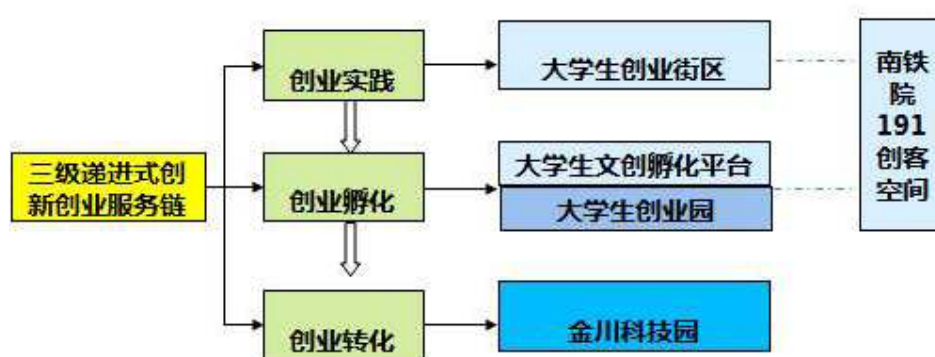 三级递进式创
新创业服务链
创业实践
大学生创业街区
创业孵化
大学生文创孵化平台
大学生创业园
创业转化
金川科技园
南铁
院
191
创客
空间